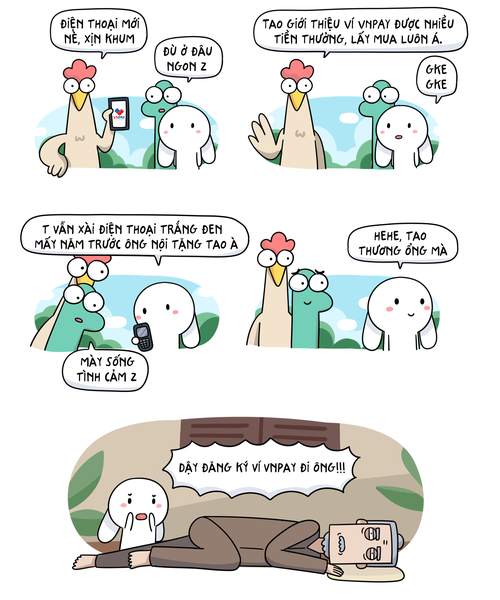 ĐIỆN THOẠI MỚI
NÈ, XỊN KHUM
ĐÙ Ở ĐÂU
NGON Z
VNPAY
TAO GIỚI THIỆU VÍ VNPAY ĐƯỢC NHIỀU
TIỀN THƯỞNG, LẤY MUA LUÔN Á.
GKE
GKE
T VẪN XÀI ĐIỆN THOẠI TRẮNG ĐEN
MẤY NĂM TRƯỚC ÔNG NỘI TẶNG TAO À
MÀY SỐNG
TÌNH CẢM Z
HEHE, TAO
THƯƠNG ỔNG MÀ
DẬY ĐĂNG KÝ VÍ VNPAY ĐI ÔNG!!!